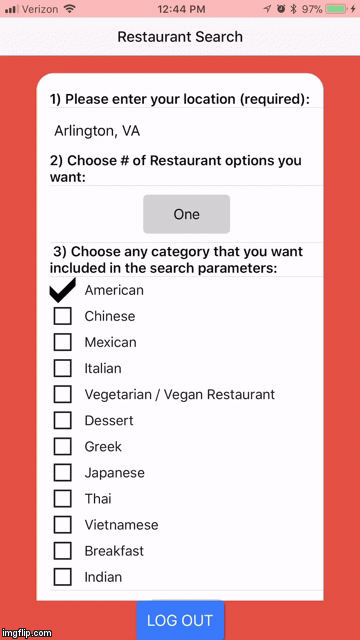 Verizon 12:44 PM 97%
Restaurant Search
1) Please enter your location (required):
Arlington, VA
2) Choose # of Restaurant options you
want:
One
3) Choose any category that you want
included in the search parameters:
American
Chinese
Mexican
Italian
Vegetarian / Vegan Restaurant
Dessert
Greek
Japanese
Thai
Vietnamese
Breakfast
Indian
LOG OUT
imgflip.com